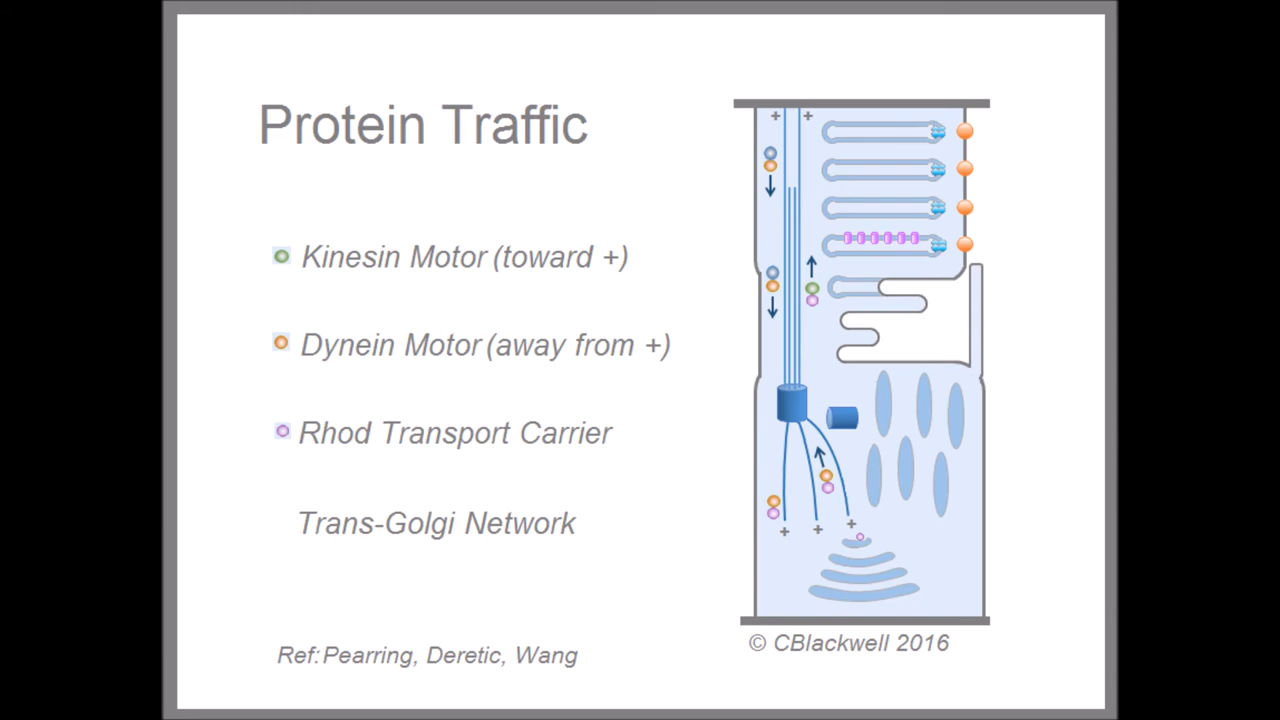 Protein Traffic
Kinesin Motor (toward +)
Dynein Motor (away from +)
Rhod Transport Carrier
Trans-Golgi Network
Ref: Pearring, Deretic, Wang
+ +
+ + +
© CBlackwell 2016